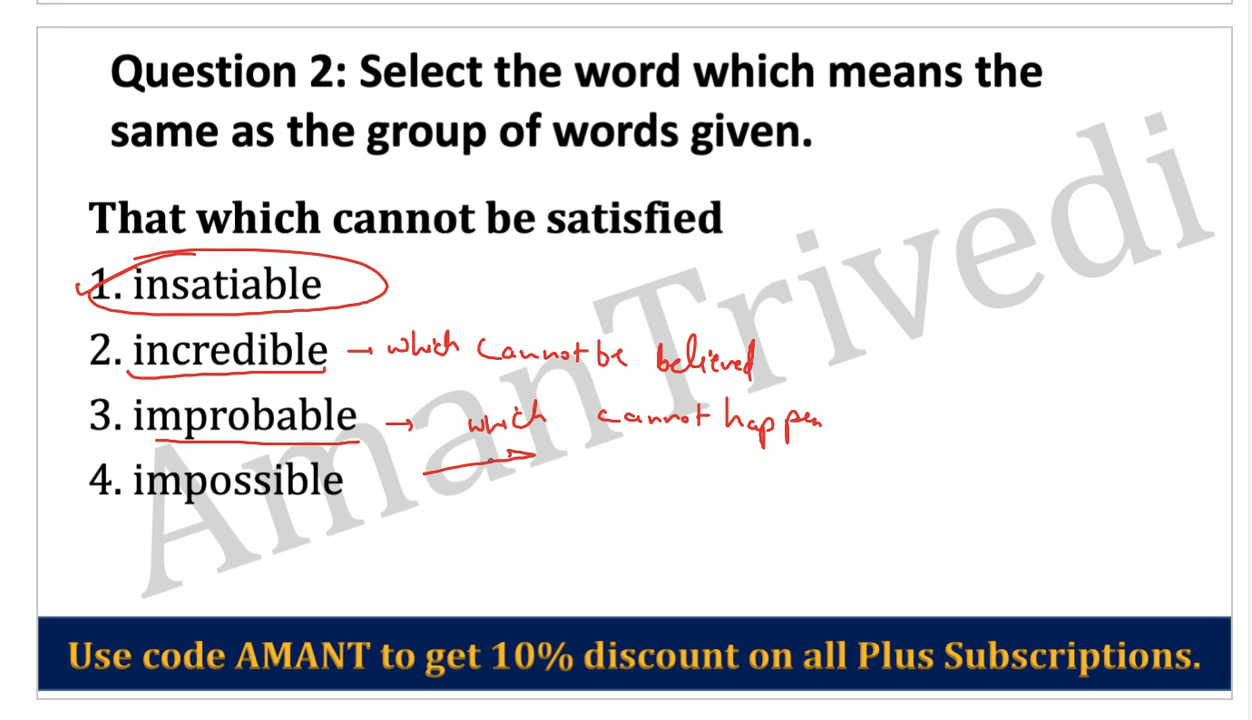 Question 2: Select the word which means the
same as the group of words given.
That which cannot be satisfied
1. insatiable
2. incredible → which cannot be believed
3. improbable → which cannot happen
4. impossible
AmanTrivedi
Use code AMANT to get 10% discount on all Plus Subscriptions.